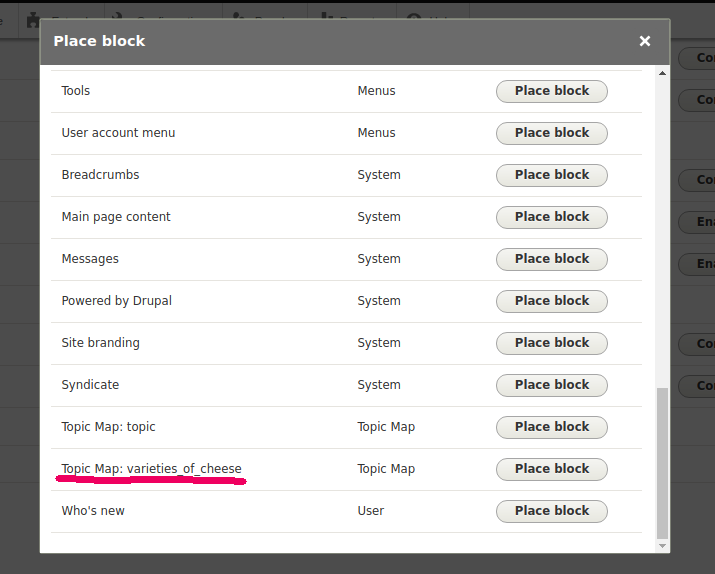 Place block ×
Tools Menus Place block
User account menu Menus Place block
Breadcrumbs System Place block
Main page content System Place block
Messages System Place block
Powered by Drupal System Place block
Site branding System Place block
Syndicate System Place block
Topic Map: topic Topic Map Place block
Topic Map: varieties_of_cheese Topic Map Place block
Who's new User Place block